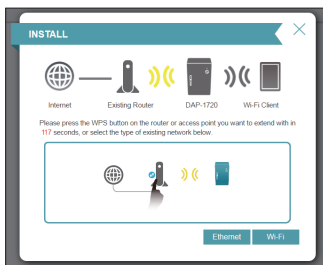 INSTALL
Internet Existing Router DAP-1720 Wi-Fi Client
Please press the WPS button on the router or access point you want to extend with in
117 seconds, or select the type of existing network below.
Ethernet Wi-Fi